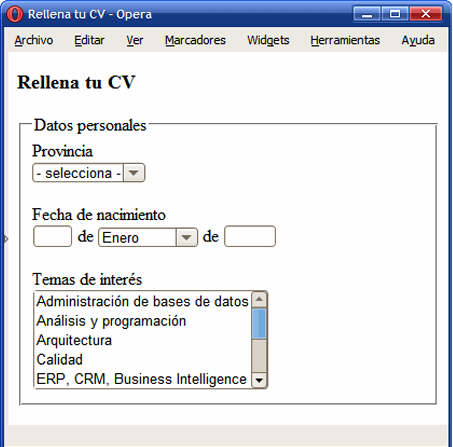 Rellena tu CV - Opera
Archivo Editar Ver Marcadores Widgets Herramientas Ayuda
Rellena tu CV
Datos personales
Provincia
- selecciona -
Fecha de nacimiento
de Enero de
Temas de interés
Administración de bases de datos
Análisis y programación
Arquitectura
Calidad
ERP, CRM, Business Intelligence